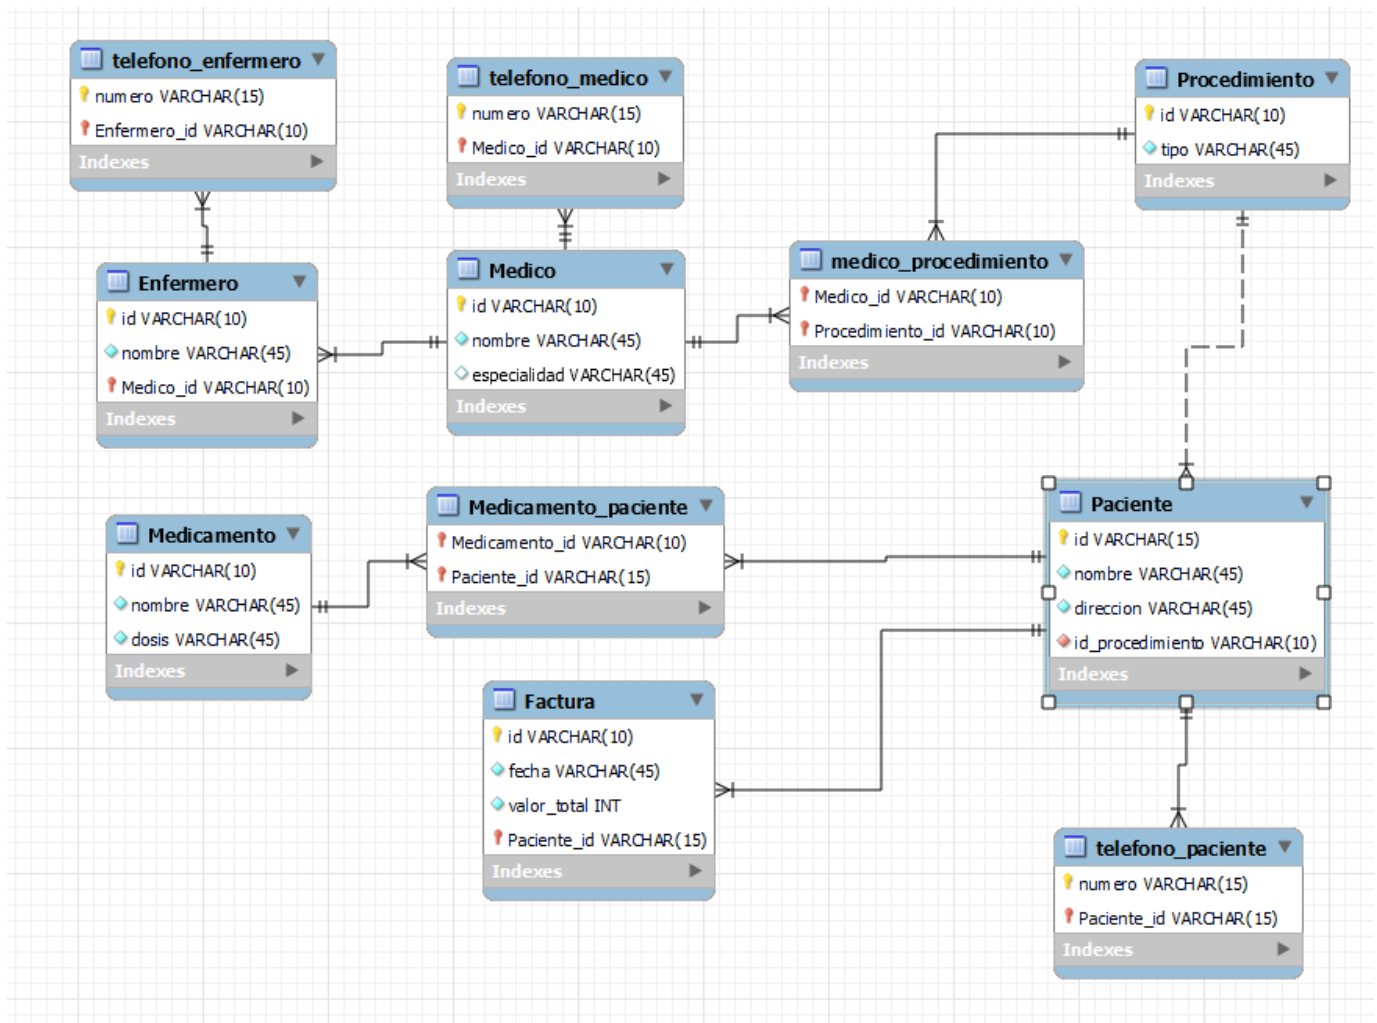 telefono_enfermero
numero VARCHAR(15)
Enfermero_id VARCHAR(10)
Indexes
telefono_medico
numero VARCHAR(15)
Medico_id VARCHAR(10)
Indexes
Procedimiento
id VARCHAR(10)
tipo VARCHAR(45)
Indexes
Enfermero
id VARCHAR(10)
nombre VARCHAR(45)
Medico_id VARCHAR(10)
Indexes
Medico
id VARCHAR(10)
nombre VARCHAR(45)
especialidad VARCHAR(45)
Indexes
medico_procedimiento
Medico_id VARCHAR(10)
Procedimiento_id VARCHAR(10)
Indexes
Medicamento
id VARCHAR(10)
nombre VARCHAR(45)
dosis VARCHAR(45)
Indexes
Medicamento_paciente
Medicamento_id VARCHAR(10)
Paciente_id VARCHAR(15)
Indexes
Paciente
id VARCHAR(15)
nombre VARCHAR(45)
direccion VARCHAR(45)
id_procedimiento VARCHAR(10)
Indexes
Factura
id VARCHAR(10)
fecha VARCHAR(45)
valor_total INT
Paciente_id VARCHAR(15)
Indexes
telefono_paciente
numero VARCHAR(15)
Paciente_id VARCHAR(15)
Indexes